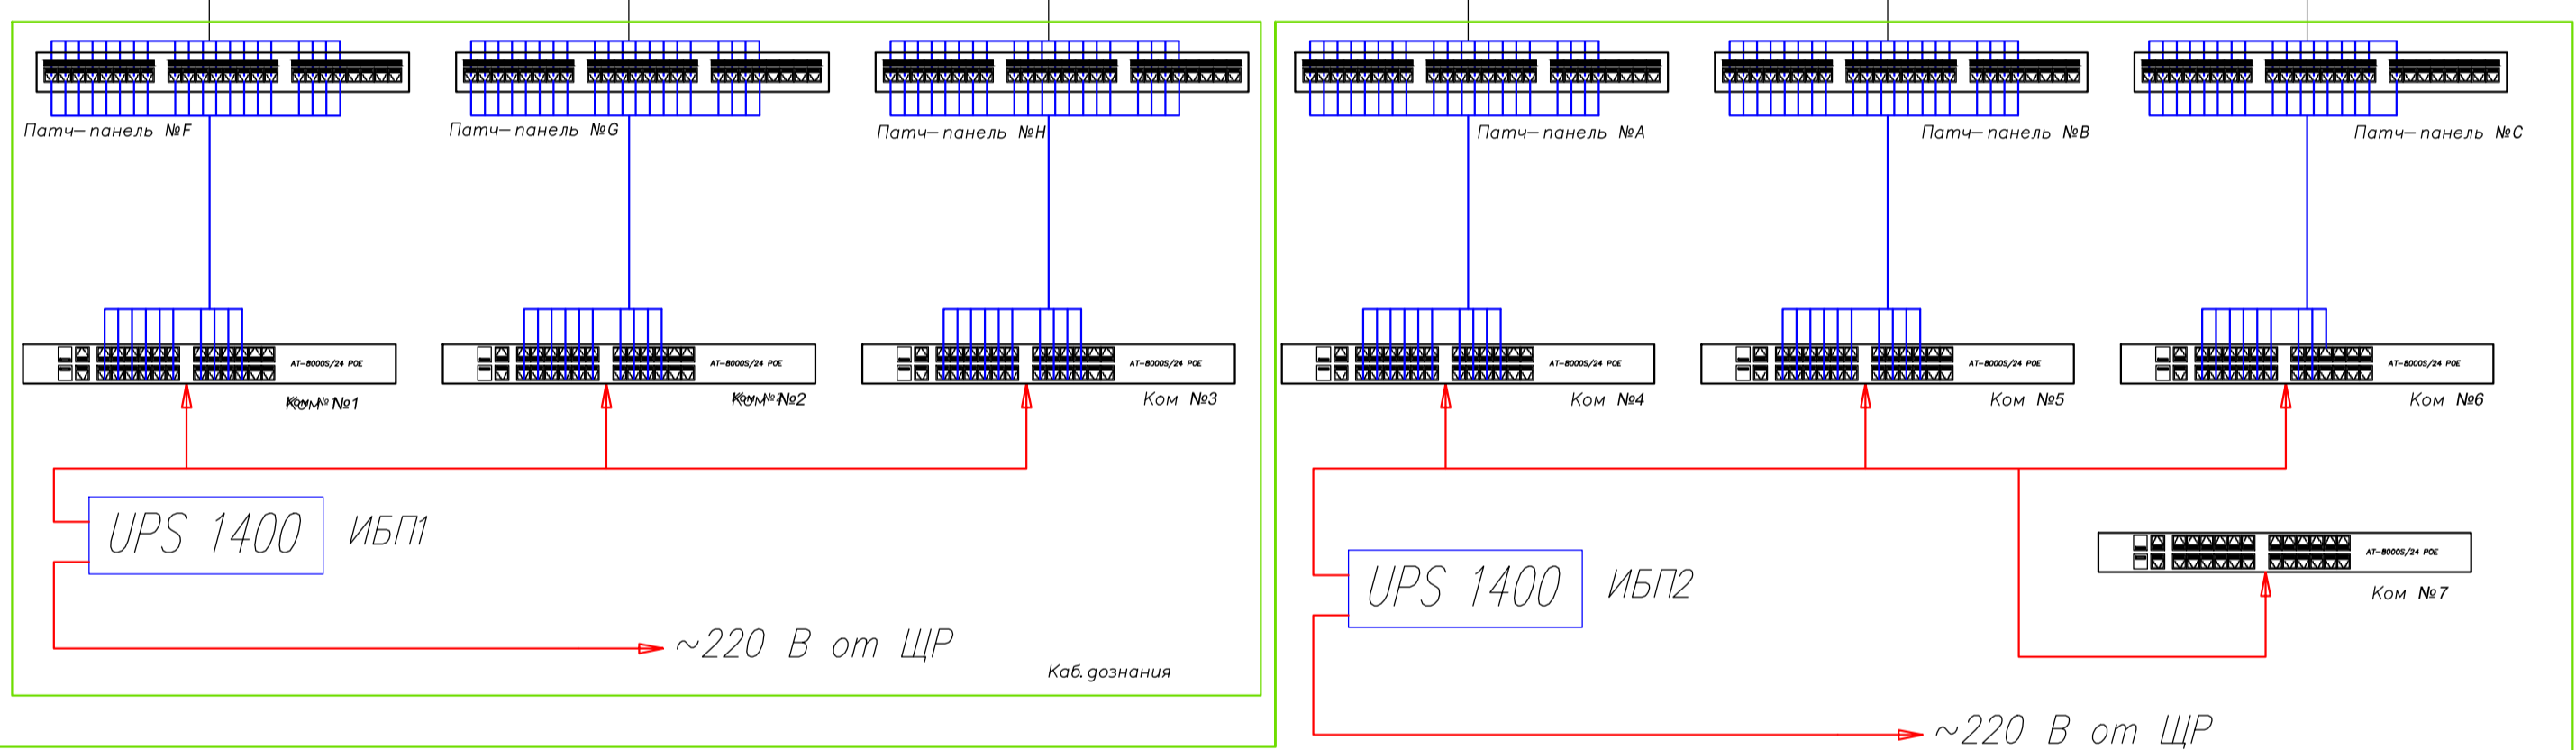 Патч-панель №F
Патч-панель №G
Патч-панель №H
Патч-панель №A
Патч-панель №B
Патч-панель №C
AT-8000S/24 POE
AT-8000S/24 POE
AT-8000S/24 POE
AT-8000S/24 POE
AT-8000S/24 POE
AT-8000S/24 POE
Ком №1
Ком №2
Ком №3
Ком №4
Ком №5
Ком №6
UPS 1400 ИБП1
~220 В от ЩР
Каб. дознания
AT-8000S/24 POE
Ком №7
UPS 1400 ИБП2
~220 В от ЩР